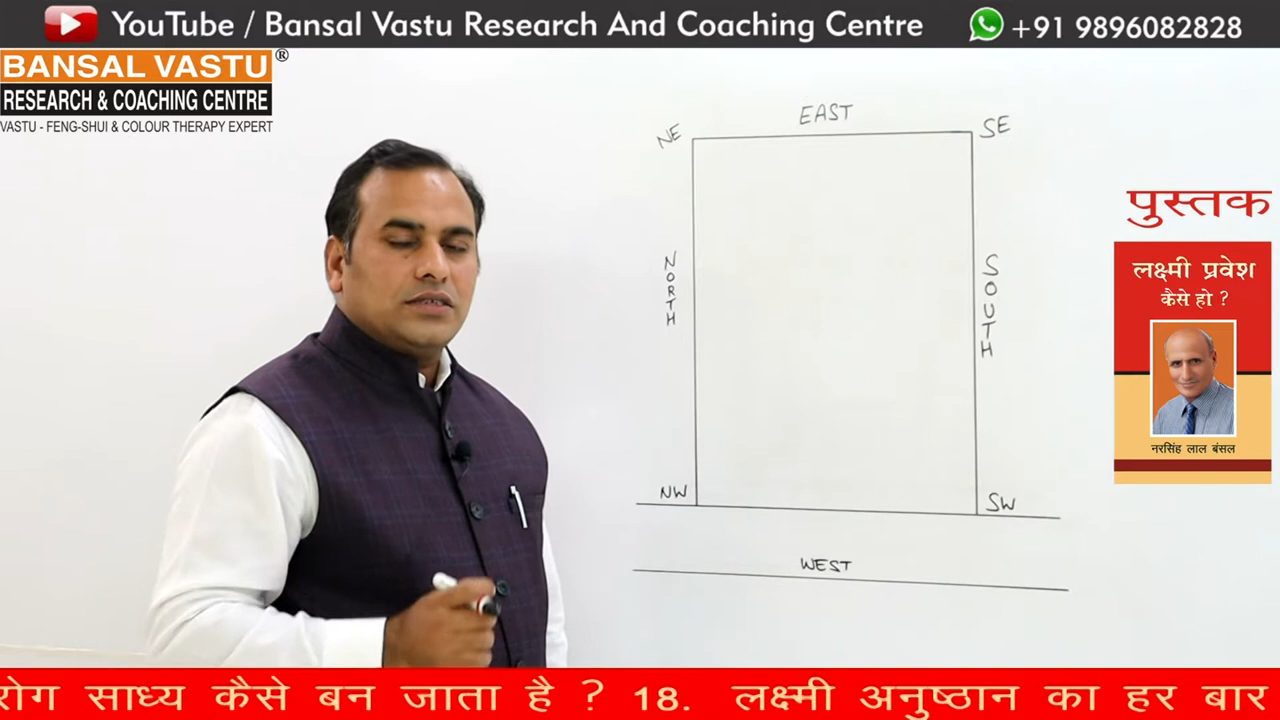 YouTube / Bansal Vastu Research And Coaching Centre +91 9896082828
BANSAL VASTU®
RESEARCH & COACHING CENTRE
VASTU - FENG-SHUI & COLOUR THERAPY EXPERT
EAST
NE
SE
NORTH
SOUTH
NW
SW
WEST
पुस्तक
लक्ष्मी प्रवेश
कैसे हो ?
नरसिंह लाल बंसल
रोग साध्य कैसे बन जाता है ? 18. लक्ष्मी अनुष्ठान का हर बार